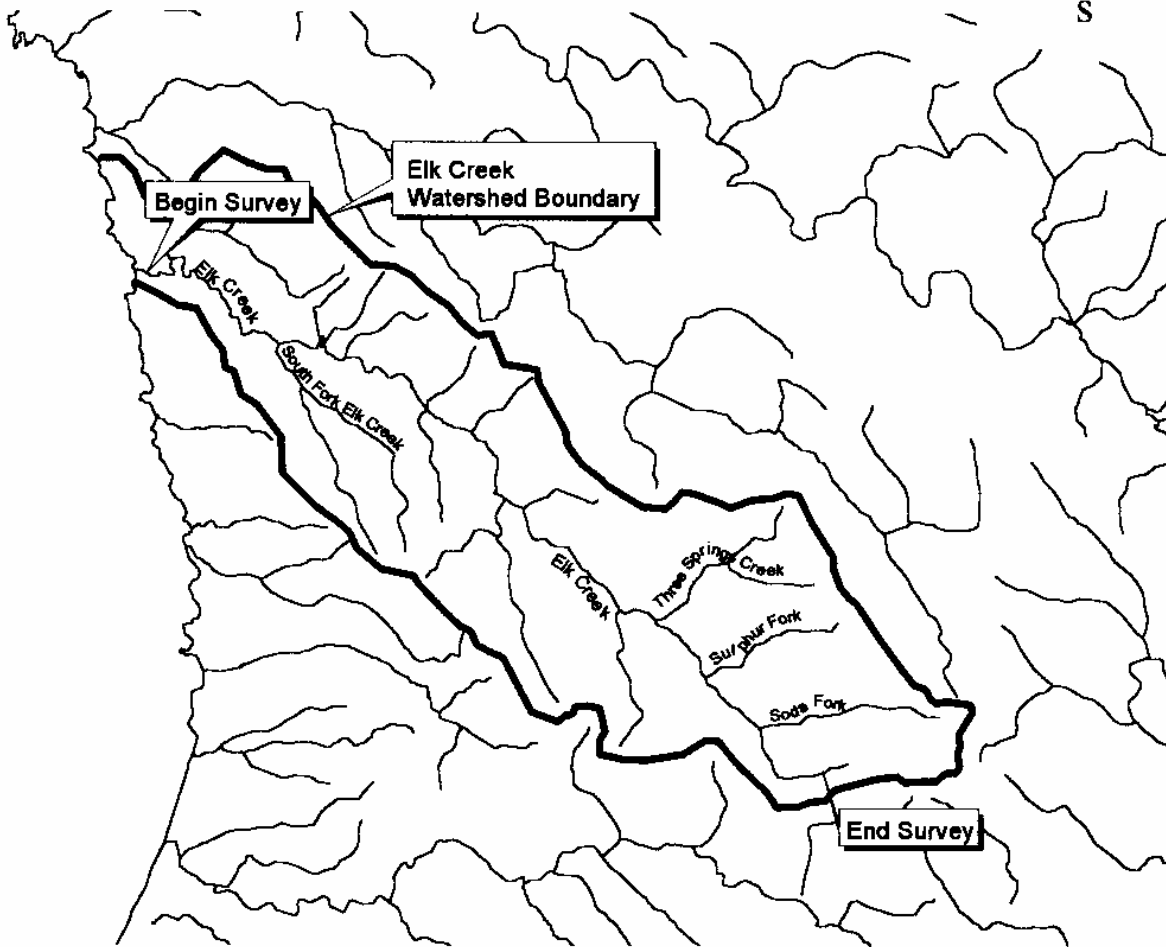 S
Elk Creek
Watershed Boundary
Begin Survey
Elk Creek
South Fork Elk Creek
Elk Creek
Three Springs Creek
Sulphur Fork
Soda Fork
End Survey